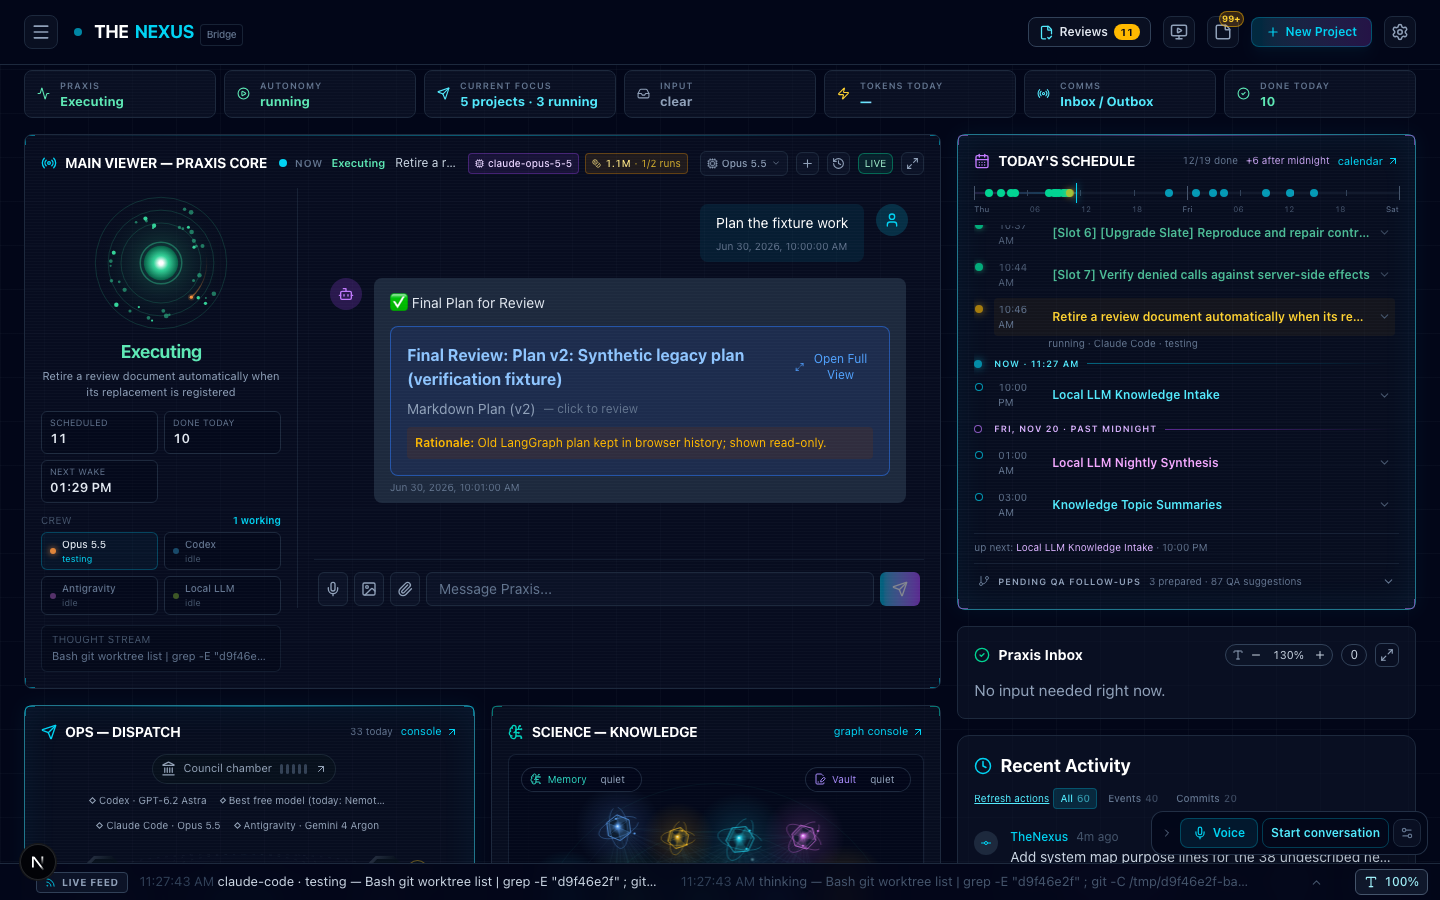 THE NEXUS Bridge
Reviews 11
99+
New Project
PRAXIS
Executing
AUTONOMY
running
CURRENT FOCUS
5 projects · 3 running
INPUT
clear
TOKENS TODAY
—
COMMS
Inbox / Outbox
DONE TODAY
10
MAIN VIEWER — PRAXIS CORE
NOW Executing Retire a r...
claude-opus-5-5
1.1M · 1/2 runs
Opus 5.5
LIVE
Executing
Retire a review document automatically when
its replacement is registered
SCHEDULED
11
DONE TODAY
10
NEXT WAKE
01:29 PM
CREW 1 working
Opus 5.5
testing
Codex
idle
Antigravity
idle
Local LLM
idle
THOUGHT STREAM
Bash git worktree list | grep -E "d9f46e...
Plan the fixture work
Jun 30, 2026, 10:00:00 AM
✅ Final Plan for Review
Final Review: Plan v2: Synthetic legacy plan
(verification fixture)
Open Full
View
Markdown Plan (v2) — click to review
Rationale: Old LangGraph plan kept in browser history; shown read-only.
Jun 30, 2026, 10:01:00 AM
Message Praxis...
TODAY'S SCHEDULE
12/19 done +6 after midnight calendar
Thu 06 12 18 Fri 06 12 18 Sat
10:37
AM
[Slot 6] [Upgrade Slate] Reproduce and repair contr...
10:44
AM
[Slot 7] Verify denied calls against server-side effects
10:46
AM
Retire a review document automatically when its re...
running · Claude Code · testing
NOW · 11:27 AM
10:00
PM
Local LLM Knowledge Intake
FRI, NOV 20 · PAST MIDNIGHT
01:00
AM
Local LLM Nightly Synthesis
03:00
AM
Knowledge Topic Summaries
up next: Local LLM Knowledge Intake · 10:00 PM
PENDING QA FOLLOW-UPS 3 prepared · 87 QA suggestions
Praxis Inbox
130%
0
No input needed right now.
Recent Activity
Refresh actions All 60 Events 40 Commits 20
TheNexus 4m ago
Add system map purpose lines for the 38 undescribed ne...
Voice
Start conversation
OPS — DISPATCH
33 today console
Council chamber
Codex · GPT-6.2 Astra
Best free model (today: Nemot...
Claude Code · Opus 5.5
Antigravity · Gemini 4 Argon
SCIENCE — KNOWLEDGE
graph console
Memory quiet
Vault quiet
N
LIVE FEED
11:27:43 AM claude-code · testing — Bash git worktree list | grep -E "d9f46e2f" ; git...
11:27:43 AM thinking — Bash git worktree list | grep -E "d9f46e2f" ; git -C /tmp/d9f46e2f-ba...
100%